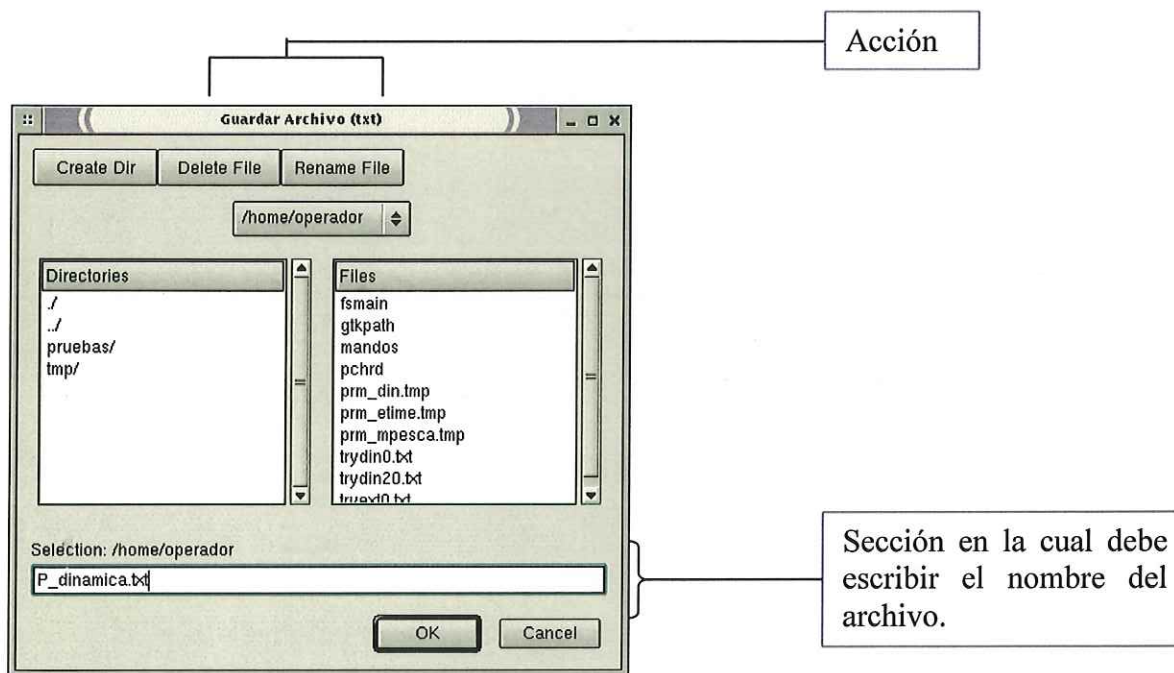 Acción
Guardar Archivo (txt)
Create Dir
Delete File
Rename File
/home/operador
Directories
./
../
pruebas/
tmp/
Files
fsmain
gtkpath
mandos
pchrd
prm_din.tmp
prm_etime.tmp
prm_mpesca.tmp
trydin0.txt
trydin20.txt
tryext0.txt
Selection: /home/operador
P_dinamica.txt
OK
Cancel
Sección en la cual debe
escribir el nombre del
archivo.